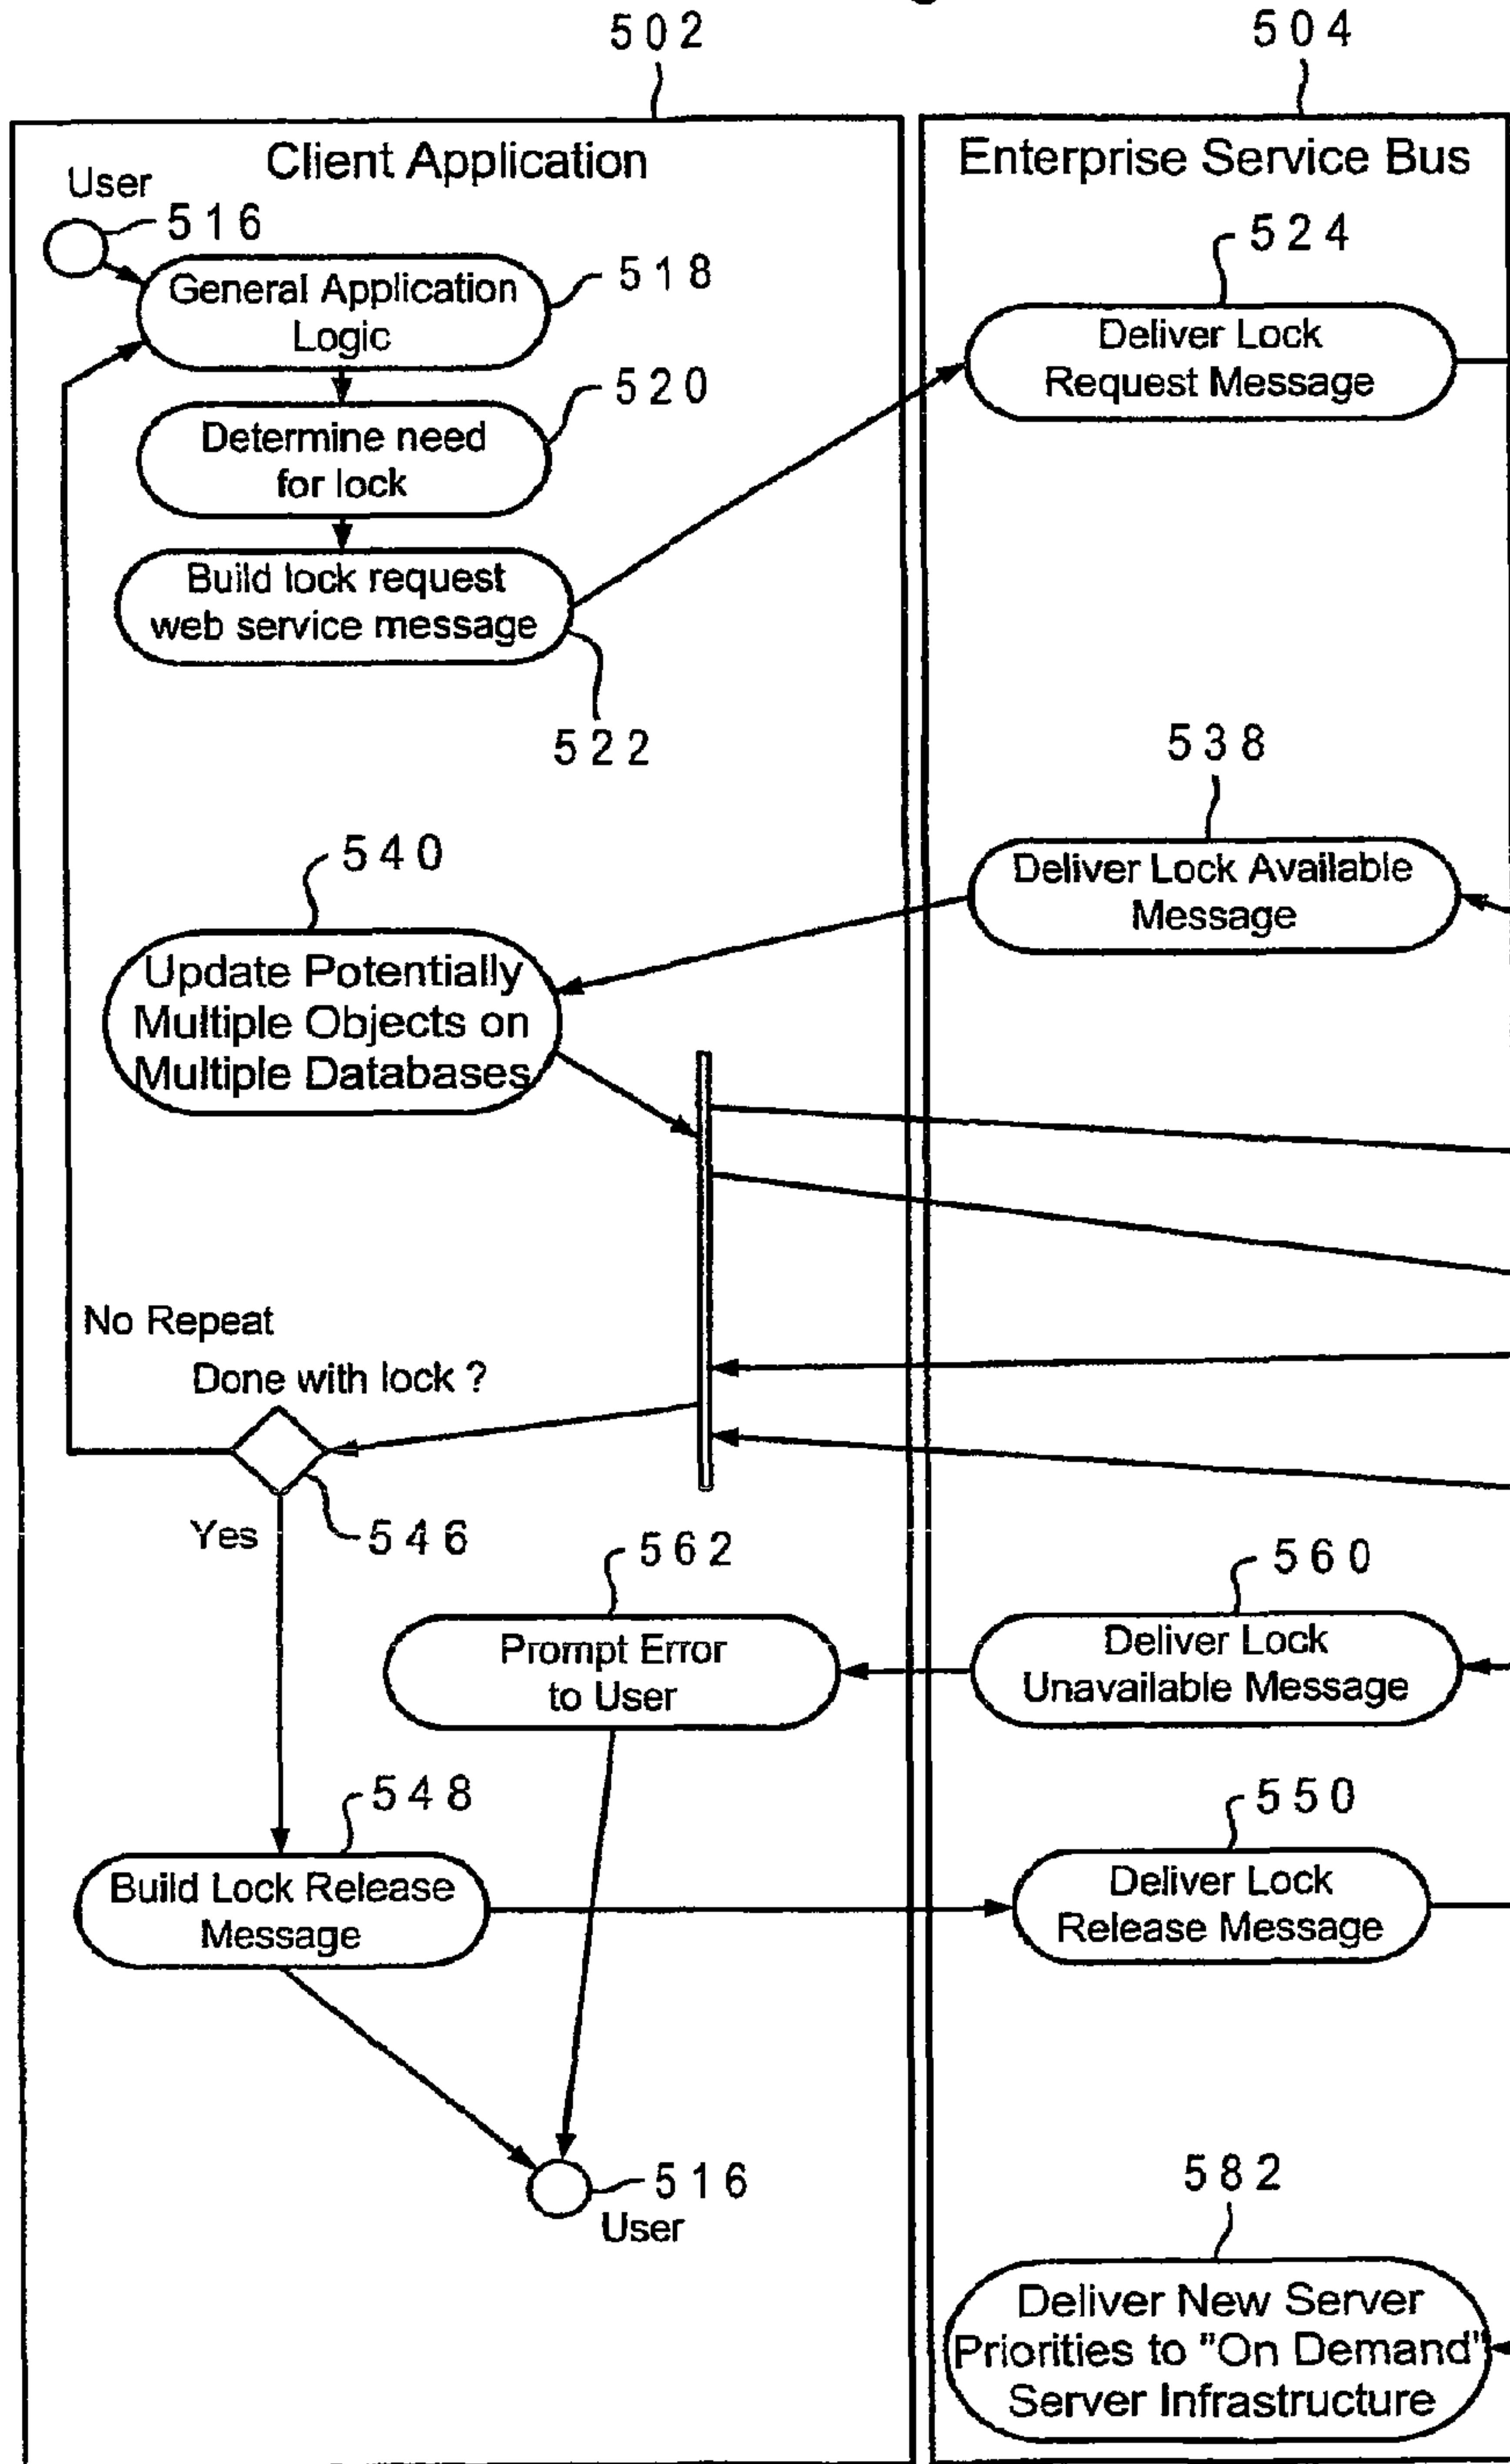 502
504
Client Application
Enterprise Service Bus
User
516
524
General Application
Logic
518
Deliver Lock
Request Message
520
Determine need
for lock
Build lock request
web service message
522
538
540
Deliver Lock Available
Message
Update Potentially
Multiple Objects on
Multiple Databases
No Repeat
Done with lock ?
Yes
546
562
560
Prompt Error
to User
Deliver Lock
Unavailable Message
548
550
Build Lock Release
Message
Deliver Lock
Release Message
516
User
582
Deliver New Server
Priorities to "On Demand"
Server Infrastructure